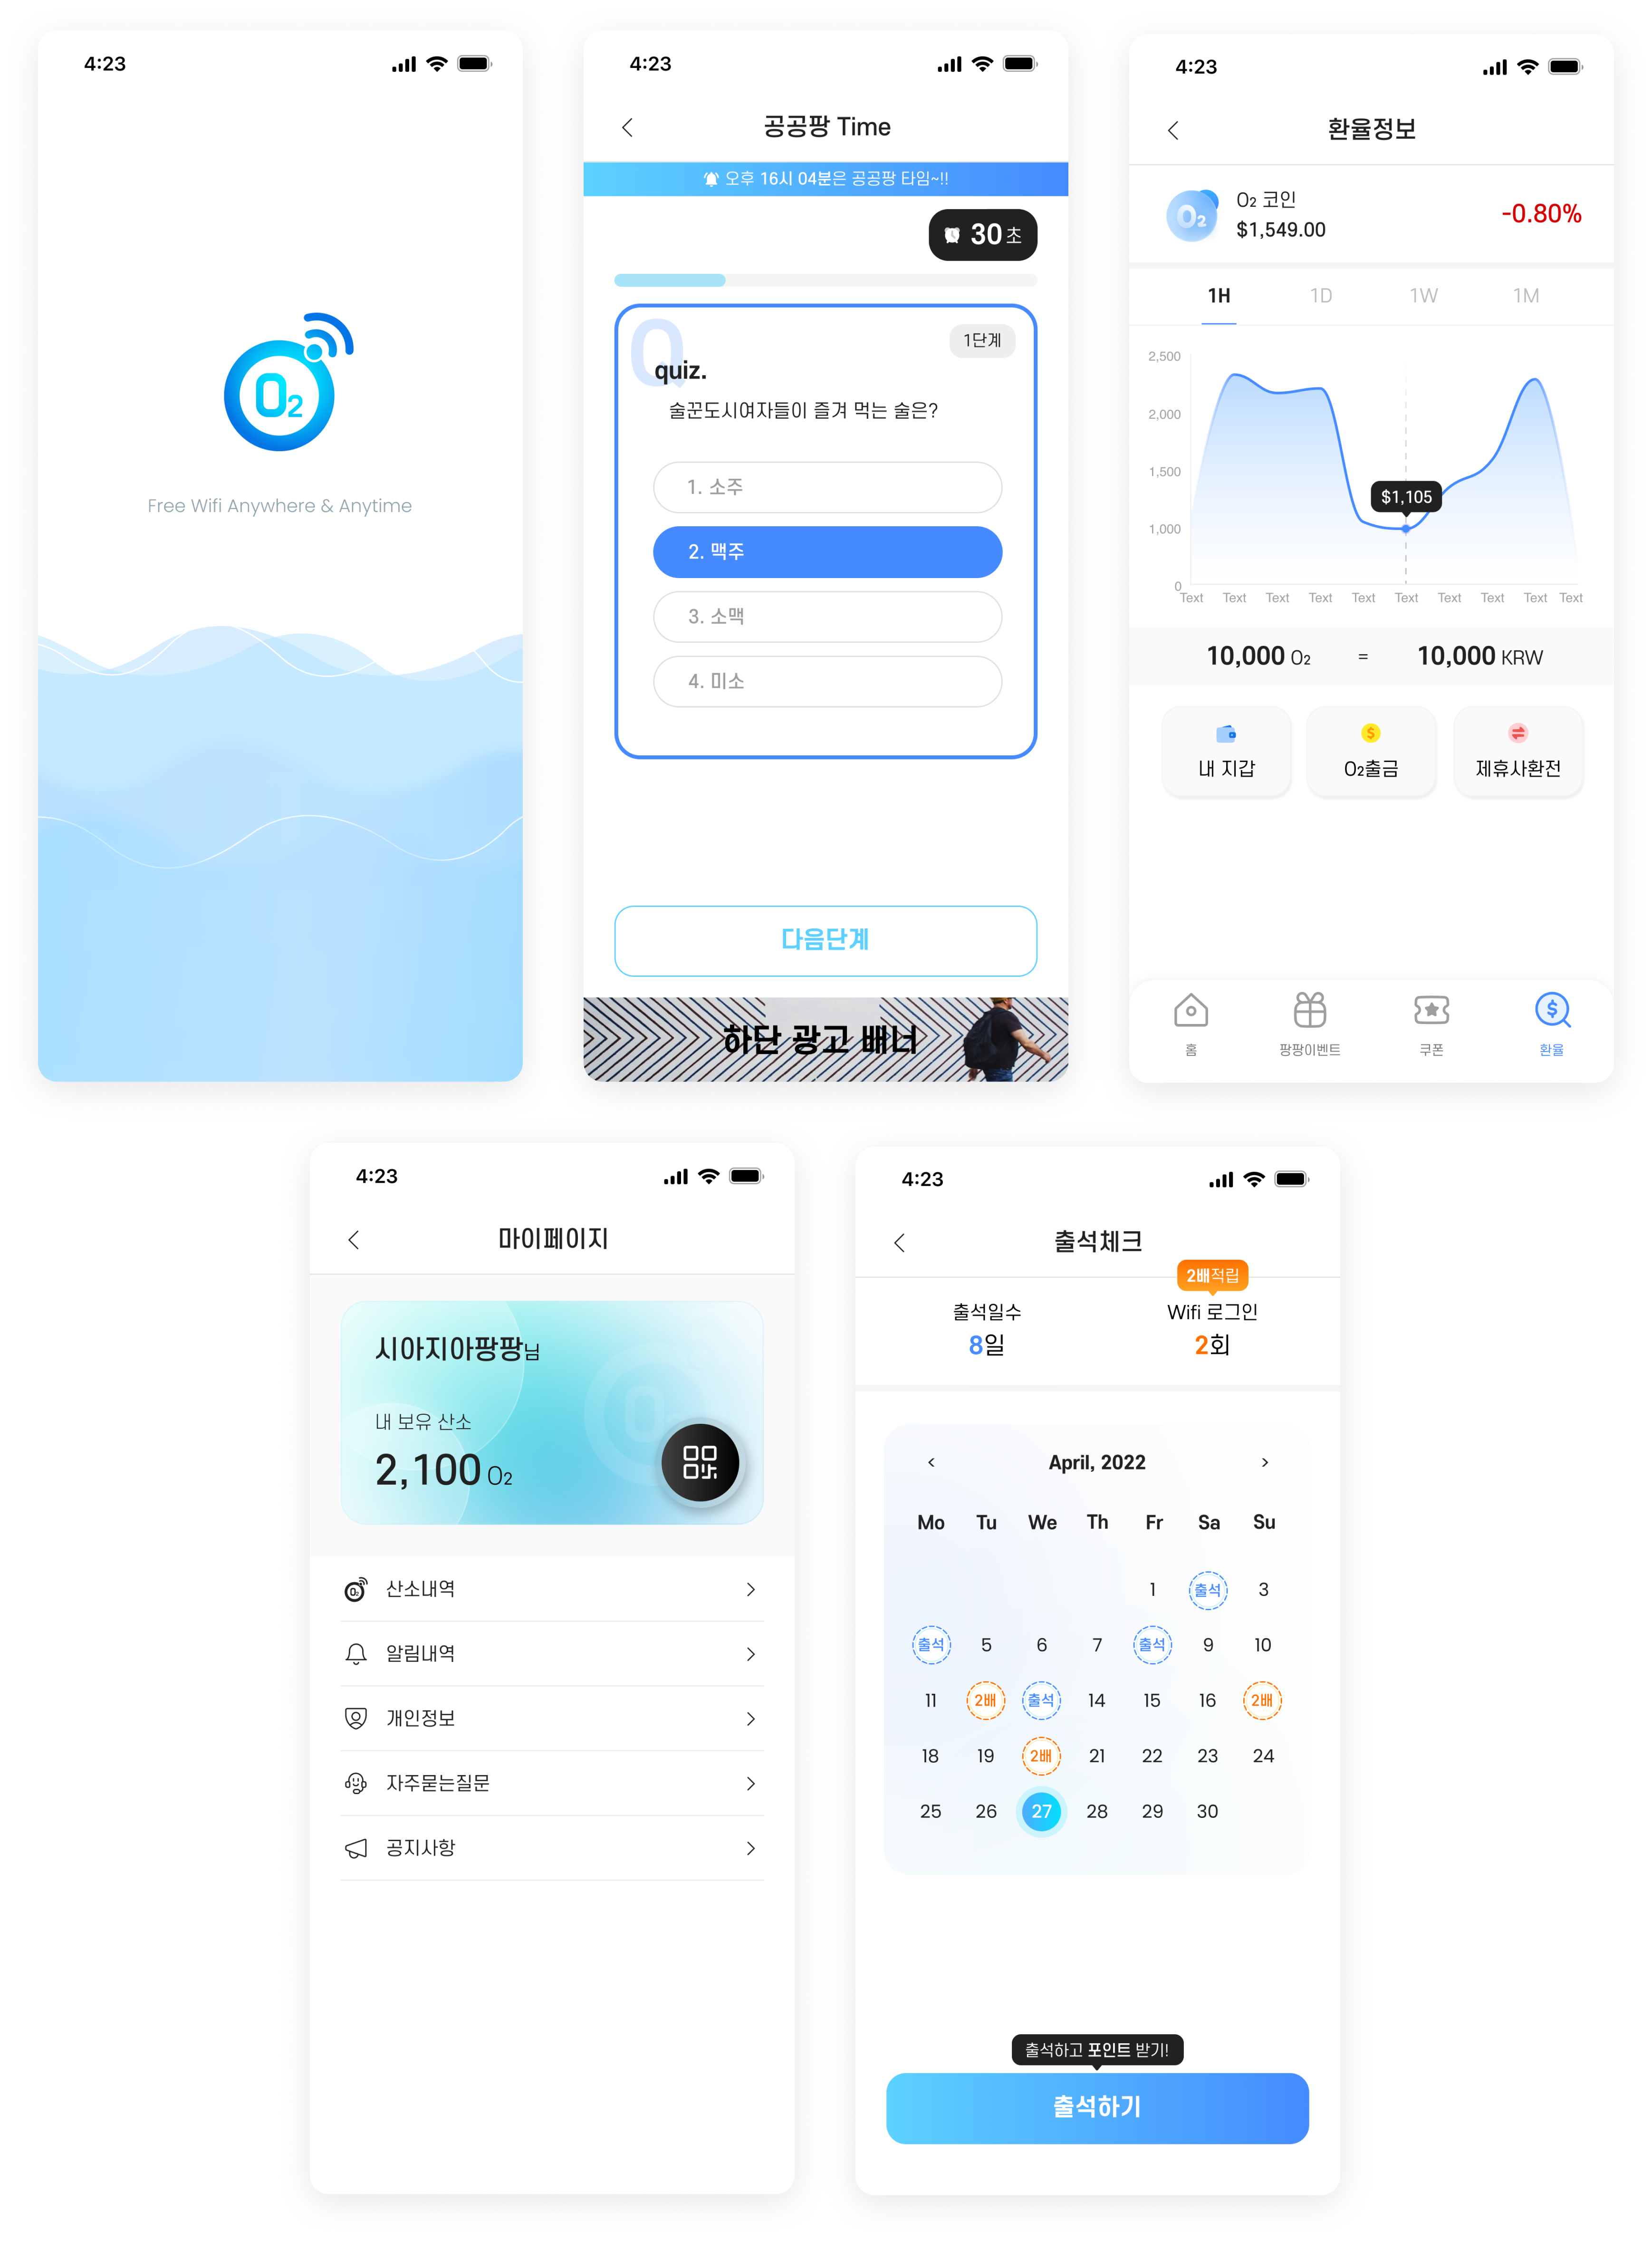 4:23
O2
Free Wifi Anywhere & Anytime
4:23
공공팡 Time
오후 16시 04분은 공공팡 타임~!!
30초
Q
1단계
quiz.
술꾼도시여자들이 즐겨 먹는 술은?
1. 소주
2. 맥주
3. 소맥
4. 미소
다음단계
하단 광고 배너
4:23
환율정보
O2
O2 코인
$1,549.00
-0.80%
1H 1D 1W 1M
2,500
2,000
1,500
$1,105
1,000
0
Text Text Text Text Text Text Text Text Text Text
10,000 O2 = 10,000 KRW
내 지갑 O2출금 제휴사환전
홈 팡팡이벤트 쿠폰 환율
4:23
마이페이지
시아지아팡팡님
내 보유 산소
2,100 O2
O2
산소내역
알림내역
개인정보
자주묻는질문
공지사항
4:23
출석체크
2배적립
출석일수 Wifi 로그인
8일 2회
< April, 2022 >
Mo Tu We Th Fr Sa Su
1 출석 3
출석 5 6 7 출석 9 10
11 2배 출석 14 15 16 2배
18 19 2배 21 22 23 24
25 26 27 28 29 30
출석하고 포인트 받기!
출석하기